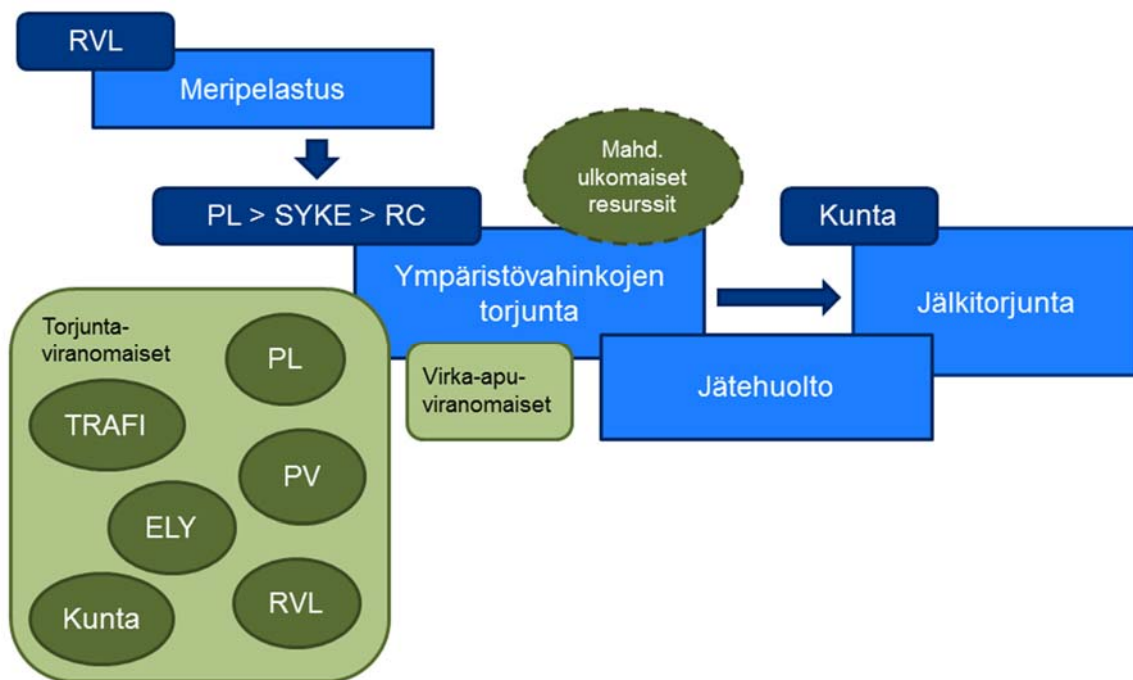 RVL
Meripelastus
Mahd.
ulkomaiset
resurssit
PL > SYKE > RC
Kunta
Ympäristövahinkojen
torjunta
Jälkitorjunta
Torjunta-
viranomaiset
PL
Virka-apu-
viranomaiset
Jätehuolto
TRAFI
PV
ELY
RVL
Kunta